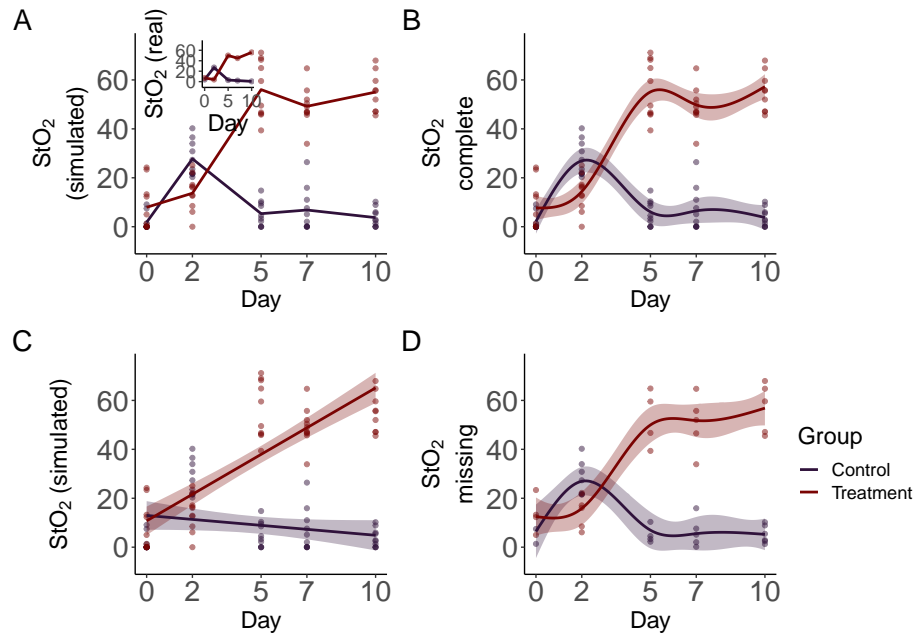 A
StO2 (simulated)
60
40
20
0
0 2 5 7 10
Day
StO2 (real)
60
40
20
0
0 5 10
Day
B
StO2 complete
60
40
20
0
0 2 5 7 10
Day
C
StO2 (simulated)
60
40
20
0
0 2 5 7 10
Day
D
StO2 missing
60
40
20
0
0 2 5 7 10
Day
Group
Control
Treatment